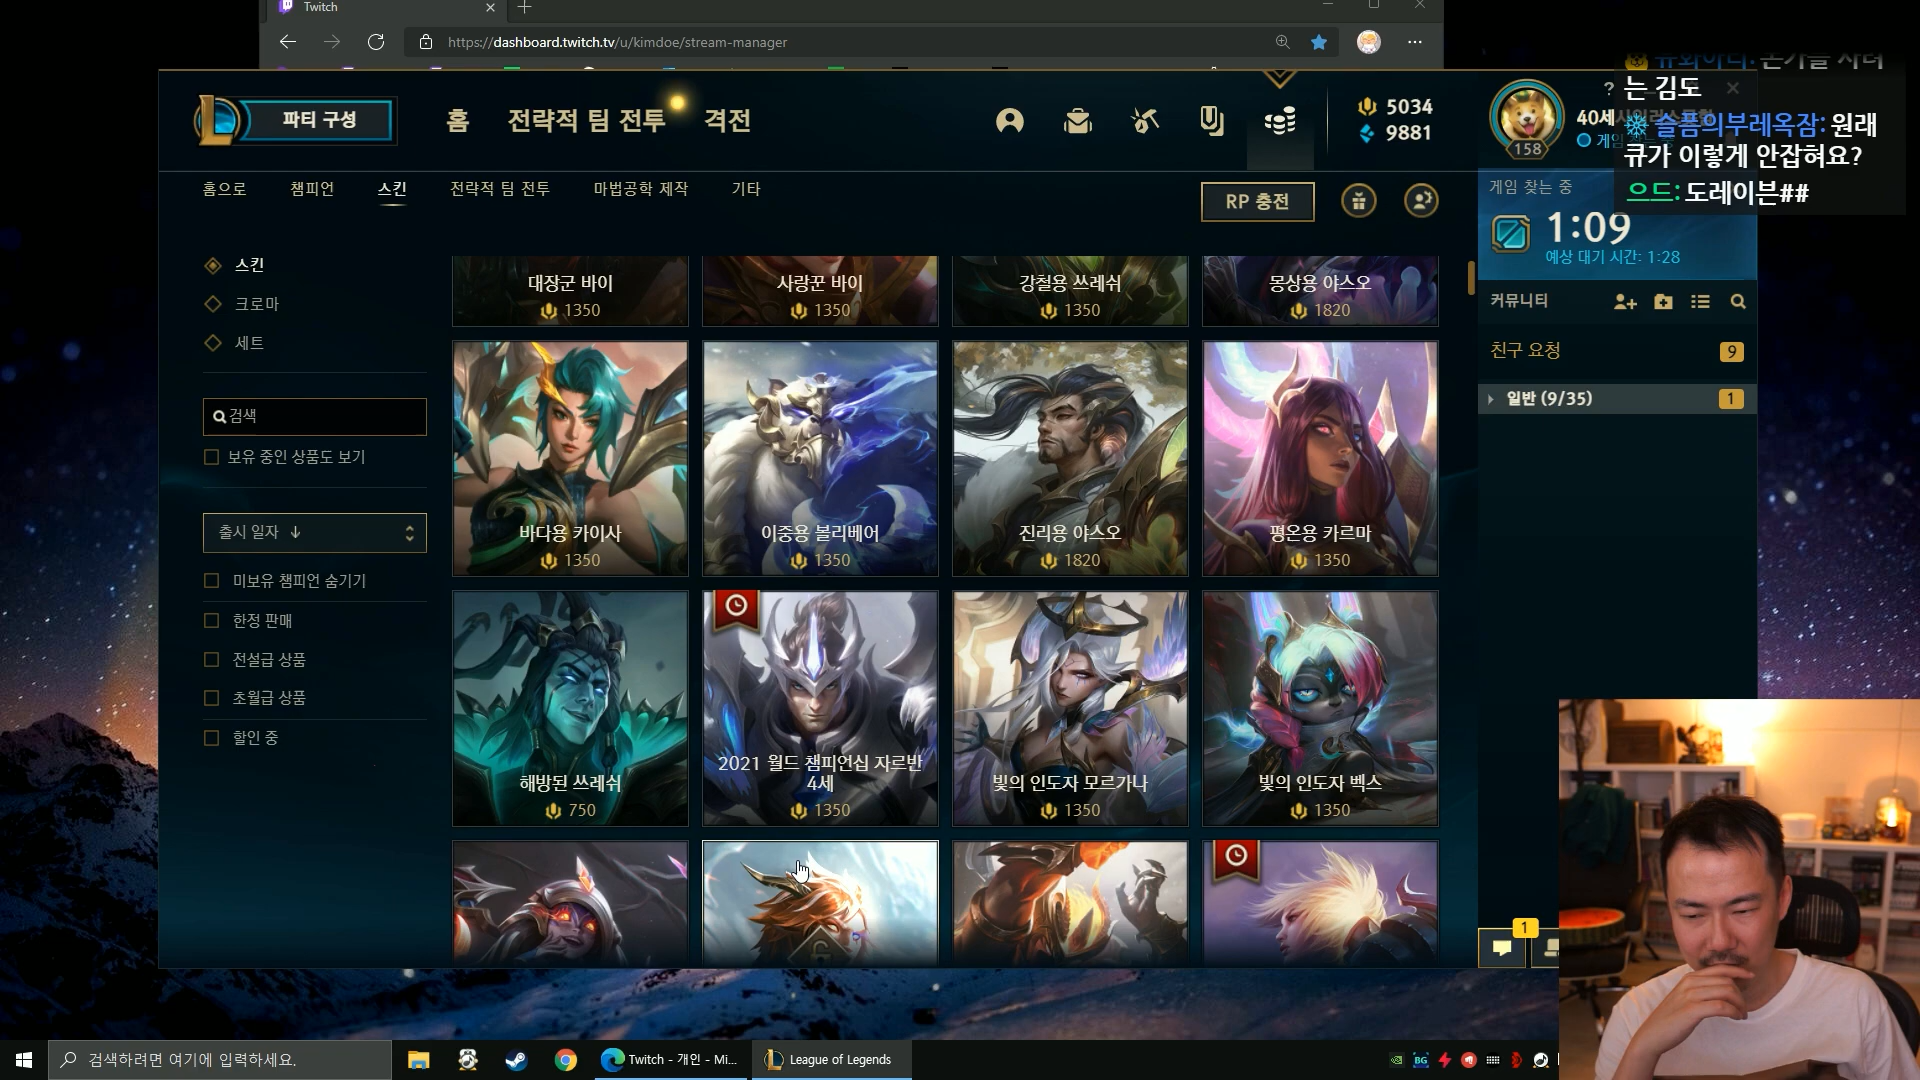 Twitch
https://dashboard.twitch.tv/u/kimdoe/stream-manager
파티 구성
홈
전략적 팀 전투
격전
5034
9881
158
40세
게임
?
는 김도
슬픔의부레옥잠: 원래
큐가 이렇게 안잡혀요?
으드: 도레이븐##
홈으로
챔피언
스킨
전략적 팀 전투
마법공학 제작
기타
RP 충전
게임 찾는 중
1:09
예상 대기 시간: 1:28
커뮤니티
친구 요청
9
일반 (9/35)
1
스킨
크로마
세트
검색
보유 중인 상품도 보기
출시 일자
미보유 챔피언 숨기기
한정 판매
전설급 상품
초월급 상품
할인 중
대장군 바이
1350
사랑꾼 바이
1350
강철용 쓰레쉬
1350
몽상용 야스오
1820
바다용 카이사
1350
이중용 볼리베어
1350
진리용 야스오
1820
평온용 카르마
1350
해방된 쓰레쉬
750
2021 월드 챔피언십 자르반
4세
1350
빛의 인도자 모르가나
1350
빛의 인도자 벡스
1350
1
검색하려면 여기에 입력하세요.
Twitch - 개인 - Mi...
League of Legends
BG